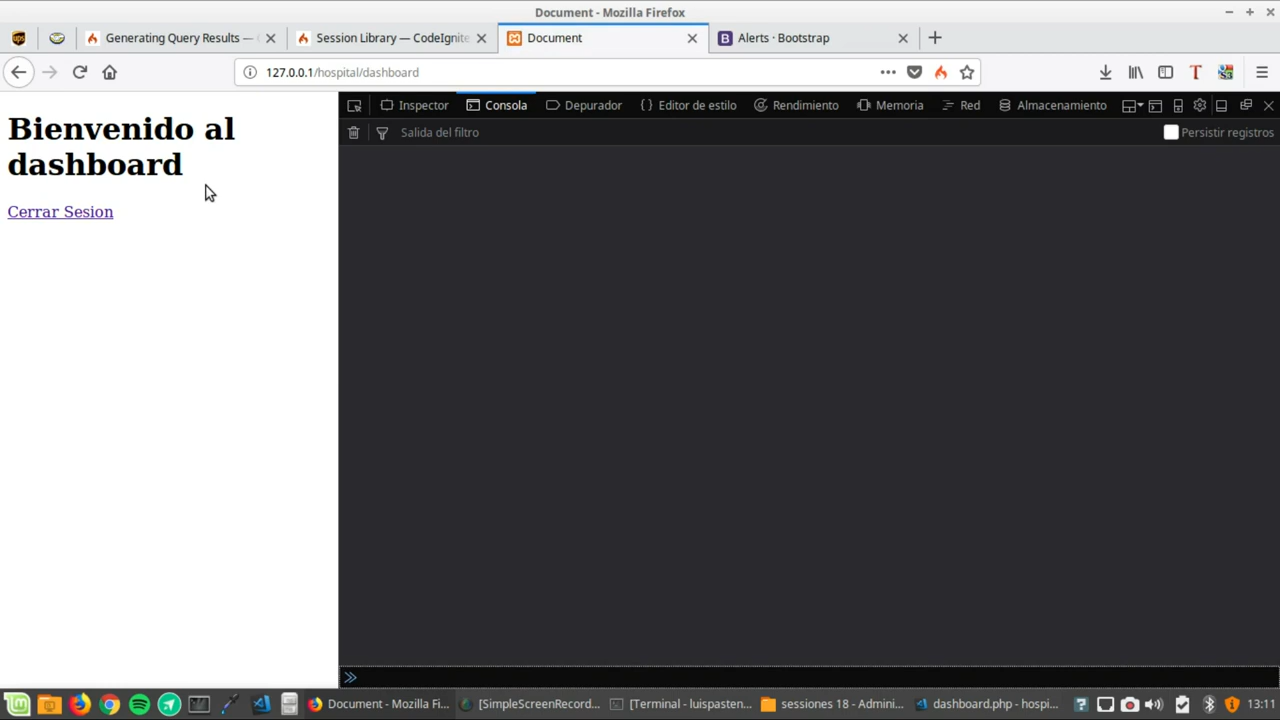 Document - Mozilla Firefox
Generating Query Results —
Session Library — CodeIgnite
Document
Alerts · Bootstrap
127.0.0.1/hospital/dashboard
Inspector
Consola
Depurador
Editor de estilo
Rendimiento
Memoria
Red
Almacenamiento
Salida del filtro
Persistir registros
Bienvenido al
dashboard
Cerrar Sesion
Document - Mozilla Fi...
[SimpleScreenRecord...
[Terminal - luispasten...
sessiones 18 - Admini...
dashboard.php - hospi...
13:11